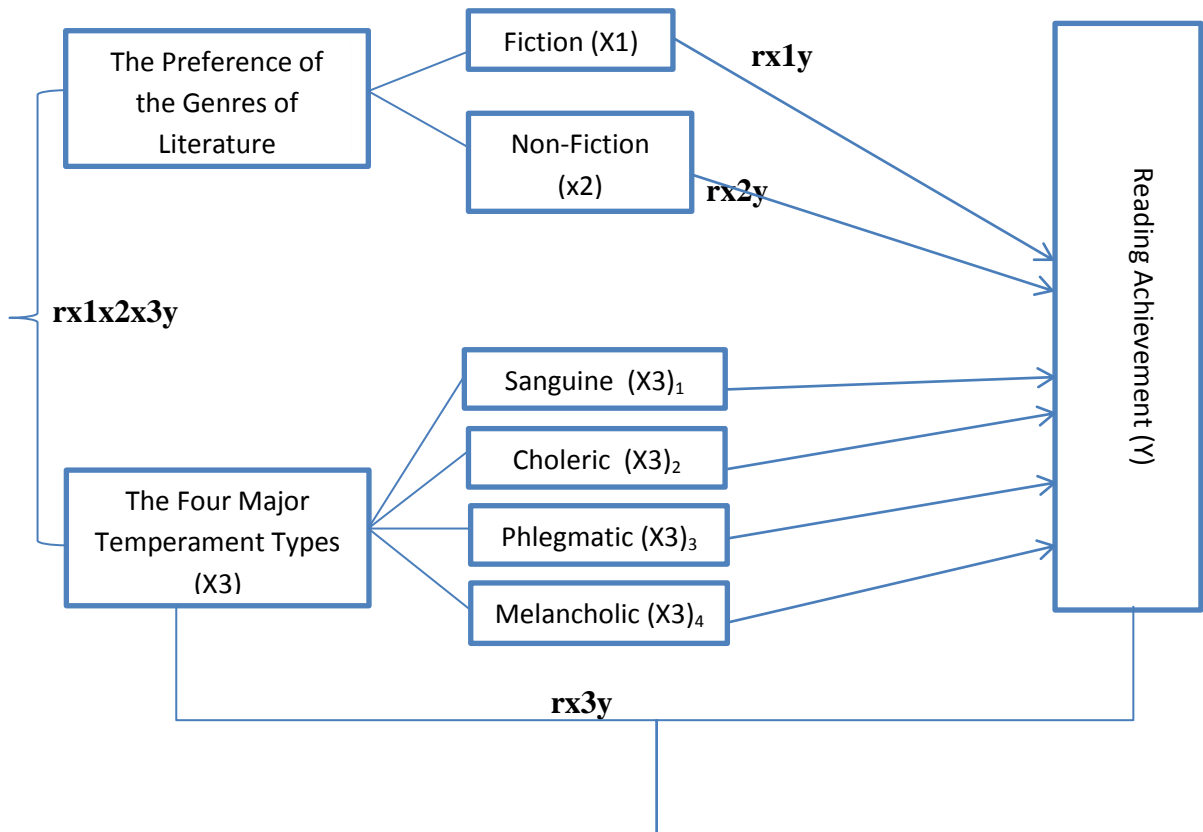 The Preference of
the Genres of
Literature
Fiction (X1)
rx1y
Non-Fiction
(x2)
rx2y
rx1x2x3y
Sanguine (X3)1
Choleric (X3)2
The Four Major
Temperament Types
(X3)
Phlegmatic (X3)3
Melancholic (X3)4
rx3y
Reading Achievement (Y)